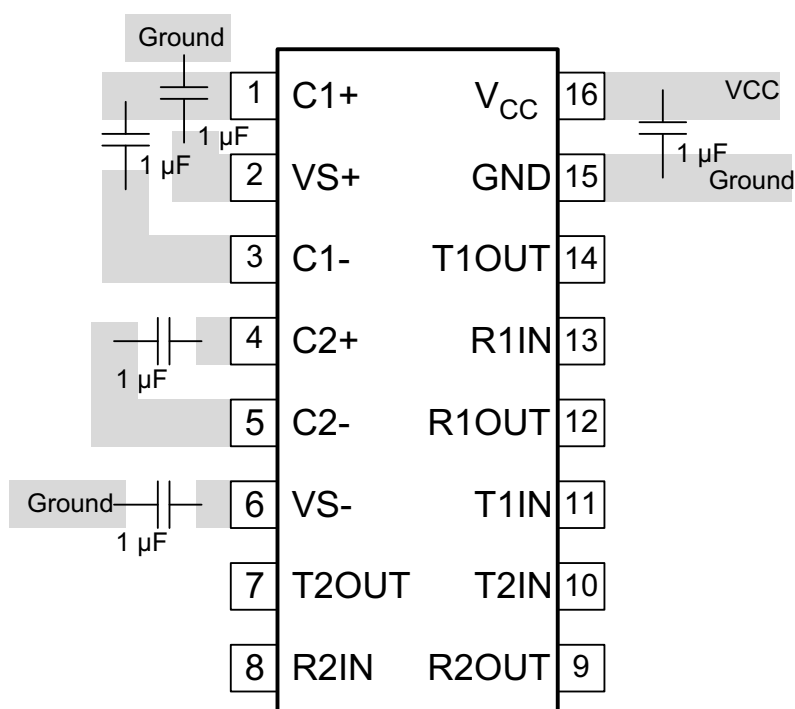 Ground
1 C1+ VCC 16 VCC
1 µF
1 µF
1 µF
2 VS+ GND 15 Ground
3 C1- T1OUT 14
4 C2+ R1IN 13
1 µF
5 C2- R1OUT 12
Ground 6 VS- T1IN 11
1 µF
7 T2OUT T2IN 10
8 R2IN R2OUT 9